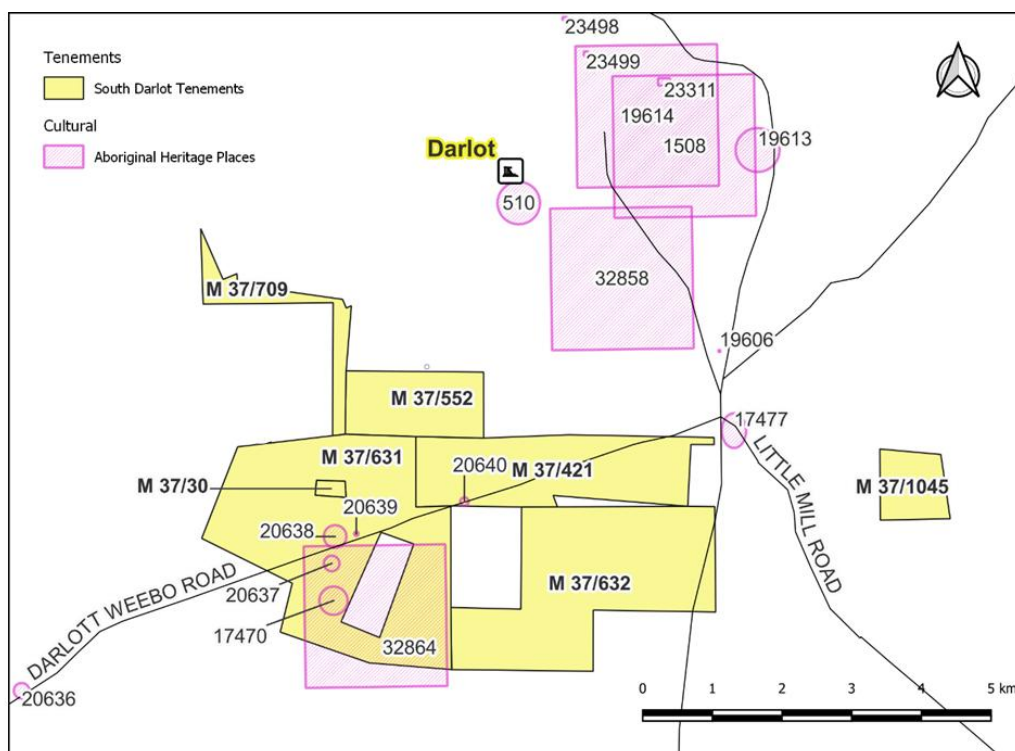 Tenements
South Darlot Tenements
Cultural
Aboriginal Heritage Places
23498
23499
23311
19614
1508
19613
Darlot
510
32858
M 37/709
19606
M 37/552
17477
M 37/631
20640
M 37/421
M 37/30
20639
M 37/1045
20638
LITTLE MILL ROAD
20637
M 37/632
DARLOTT WEEBO ROAD
17470
32864
20636
0 1 2 3 4 5 km